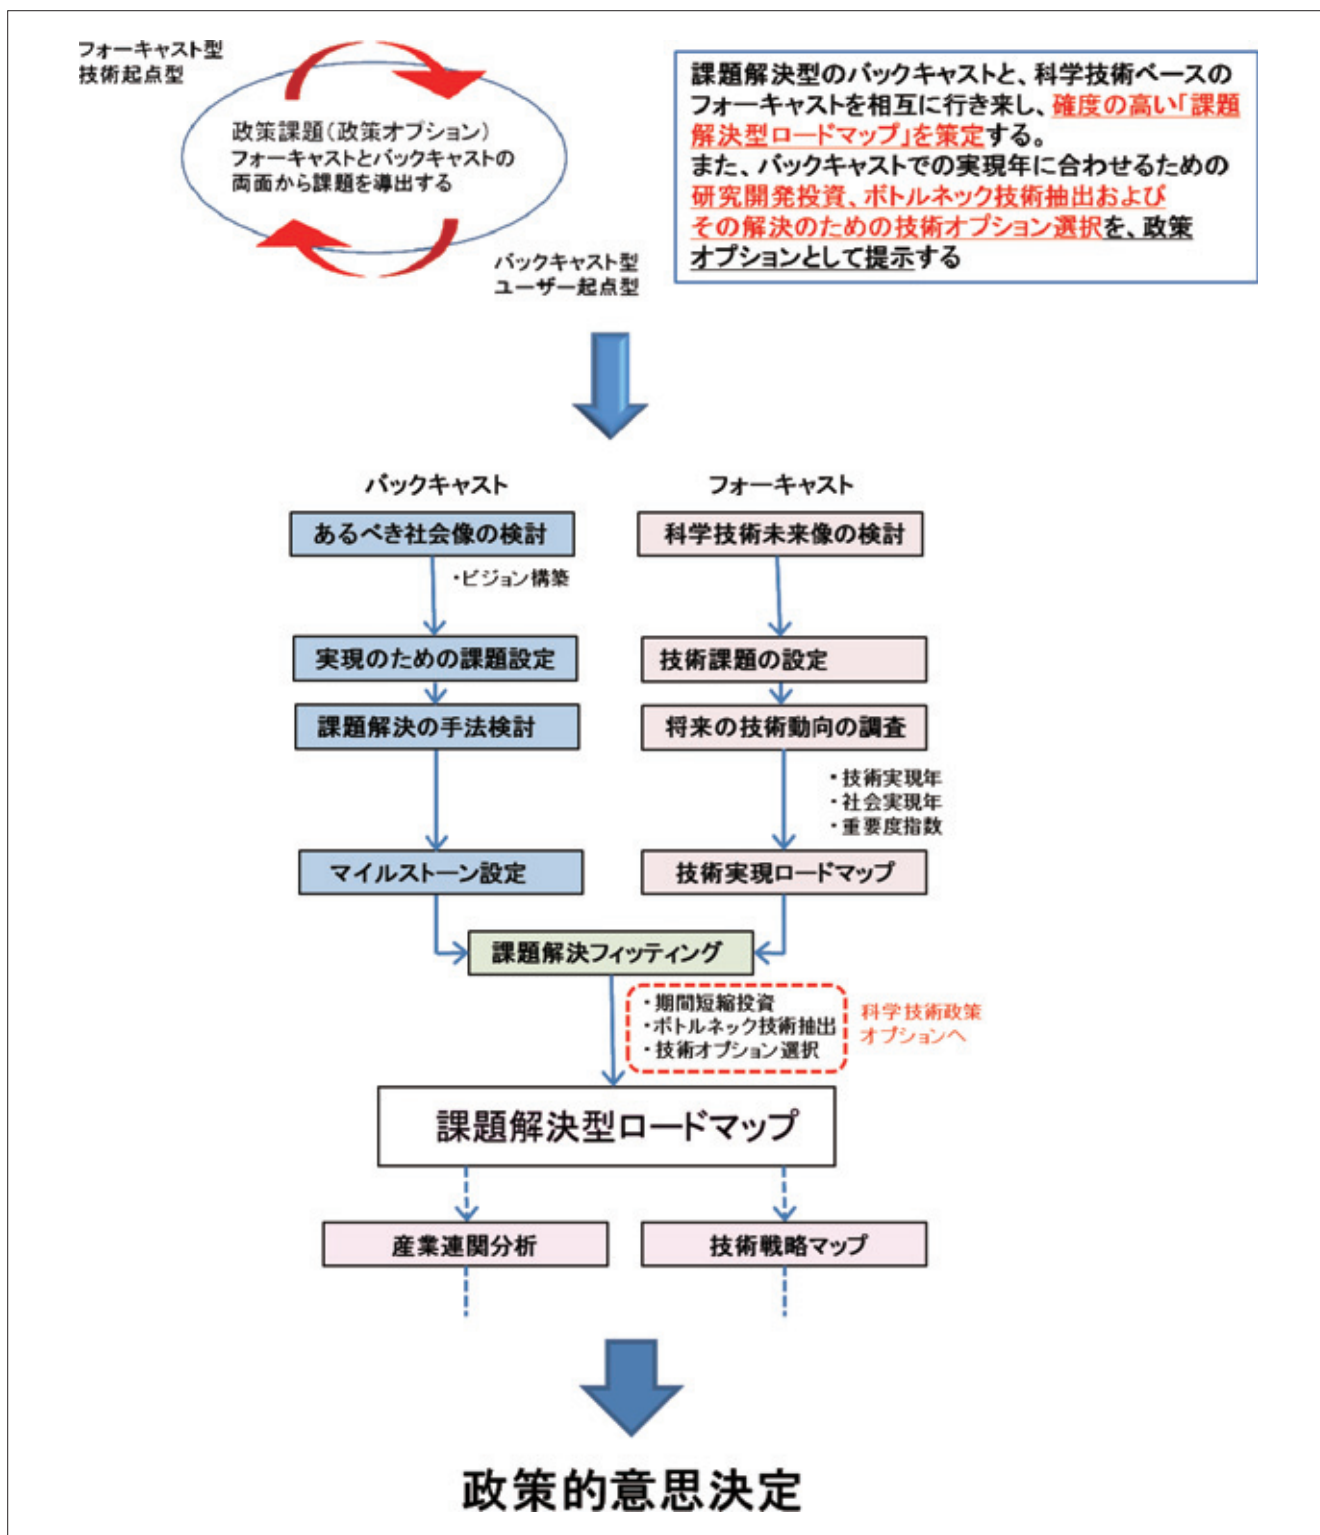 フォーキャスト型
技術起点型
政策課題(政策オプション)
フォーキャストとバックキャストの
両面から課題を導出する
バックキャスト型
ユーザー起点型
課題解決型のバックキャストと、科学技術ベースの
フォーキャストを相互に行き来し、確度の高い「課題
解決型ロードマップ」を策定する。
また、バックキャストでの実現年に合わせるための
研究開発投資、ボトルネック技術抽出および
その解決のための技術オプション選択を、政策
オプションとして提示する
バックキャスト
あるべき社会像の検討
・ビジョン構築
実現のための課題設定
課題解決の手法検討
マイルストーン設定
フォーキャスト
科学技術未来像の検討
技術課題の設定
将来の技術動向の調査
・技術実現年
・社会実現年
・重要度指数
技術実現ロードマップ
課題解決フィッティング
・期間短縮投資
・ボトルネック技術抽出
・技術オプション選択
科学技術政策
オプションへ
課題解決型ロードマップ
産業連関分析
技術戦略マップ
政策的意思決定